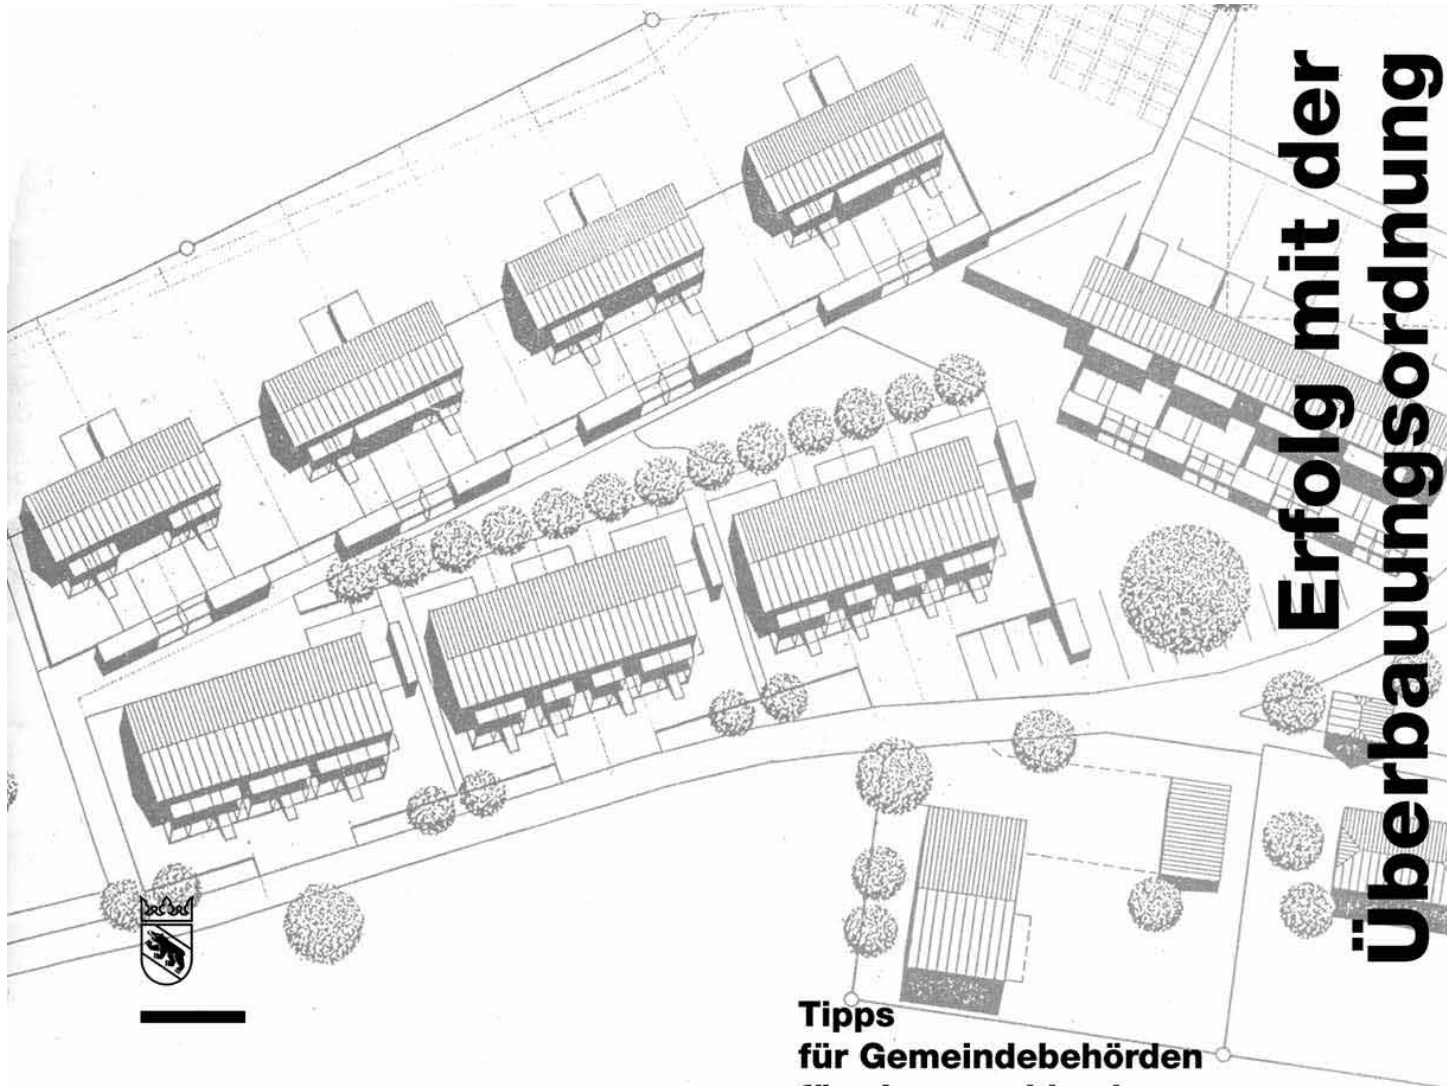 Erfolg mit der
Überbauungsordnung
Tipps
für Gemeindebehörden